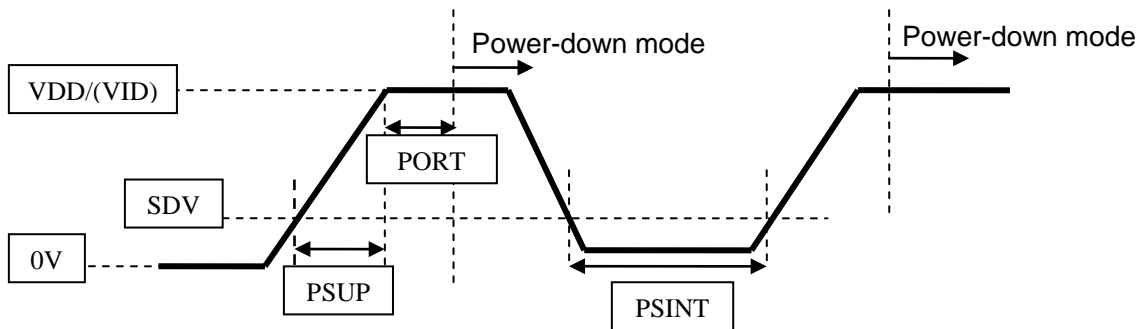 Power-down mode
Power-down mode
VDD/(VID)
PORT
SDV
0V
PSUP
PSINT